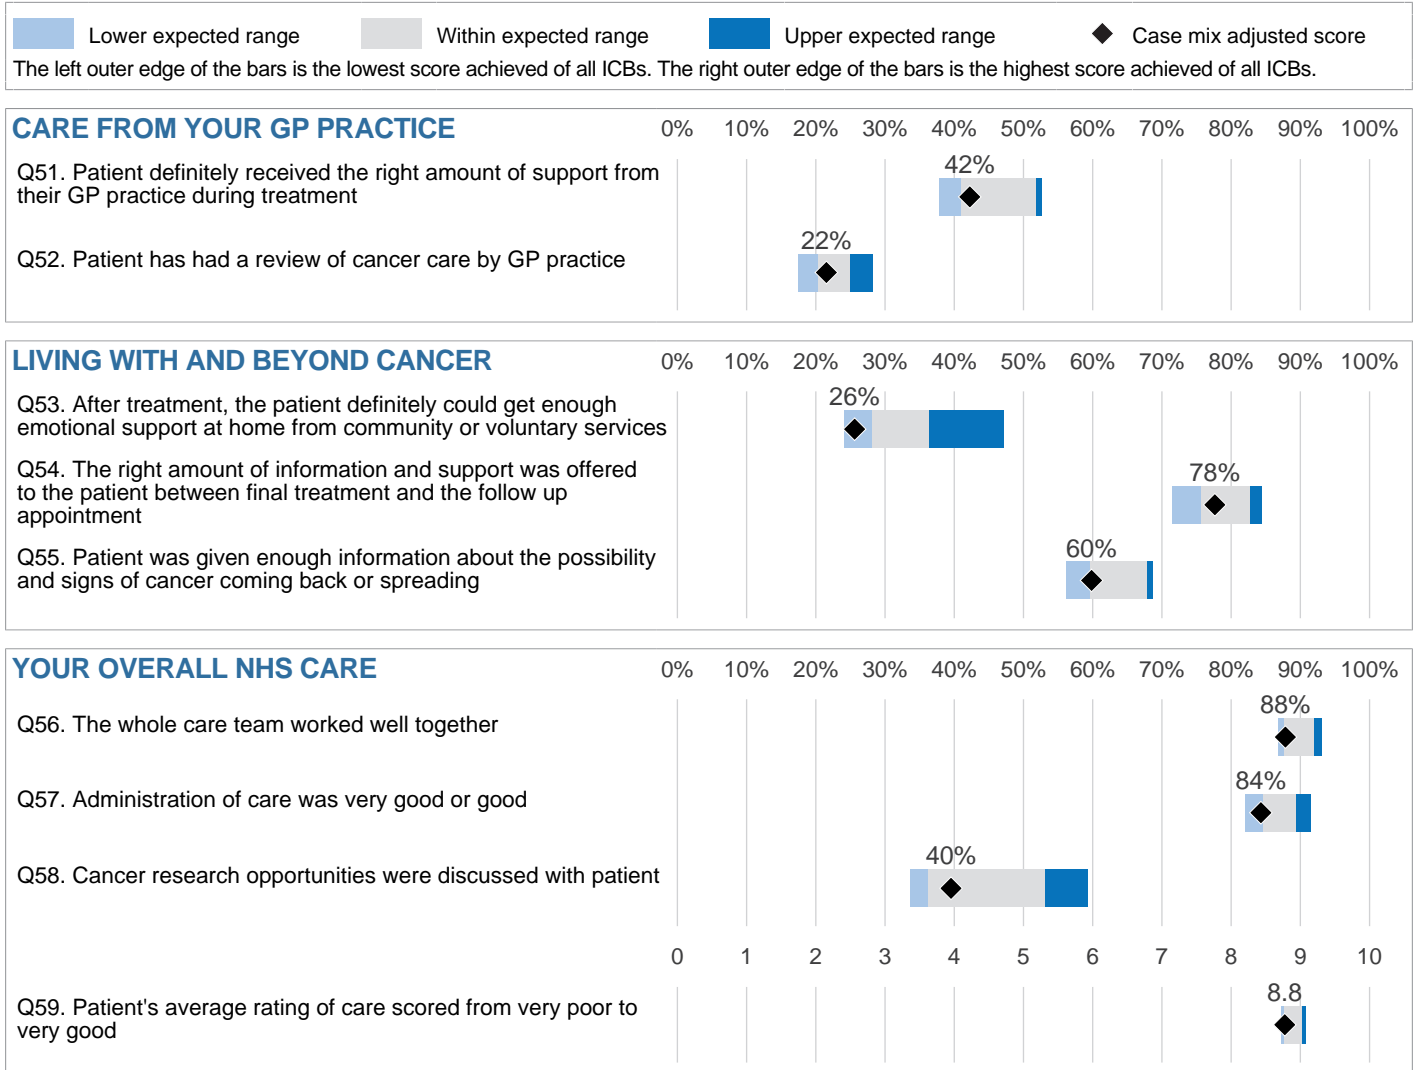 Lower expected range Within expected range Upper expected range Case mix adjusted score
The left outer edge of the bars is the lowest score achieved of all ICBs. The right outer edge of the bars is the highest score achieved of all ICBs.
CARE FROM YOUR GP PRACTICE 0% 10% 20% 30% 40% 50% 60% 70% 80% 90% 100%
42%
Q51. Patient definitely received the right amount of support from
their GP practice during treatment
22%
Q52. Patient has had a review of cancer care by GP practice
LIVING WITH AND BEYOND CANCER 0% 10% 20% 30% 40% 50% 60% 70% 80% 90% 100%
26%
Q53. After treatment, the patient definitely could get enough
emotional support at home from community or voluntary services
78%
Q54. The right amount of information and support was offered
to the patient between final treatment and the follow up
appointment
60%
Q55. Patient was given enough information about the possibility
and signs of cancer coming back or spreading
YOUR OVERALL NHS CARE 0% 10% 20% 30% 40% 50% 60% 70% 80% 90% 100%
88%
Q56. The whole care team worked well together
84%
Q57. Administration of care was very good or good
40%
Q58. Cancer research opportunities were discussed with patient
0 1 2 3 4 5 6 7 8 9 10
8.8
Q59. Patient's average rating of care scored from very poor to
very good